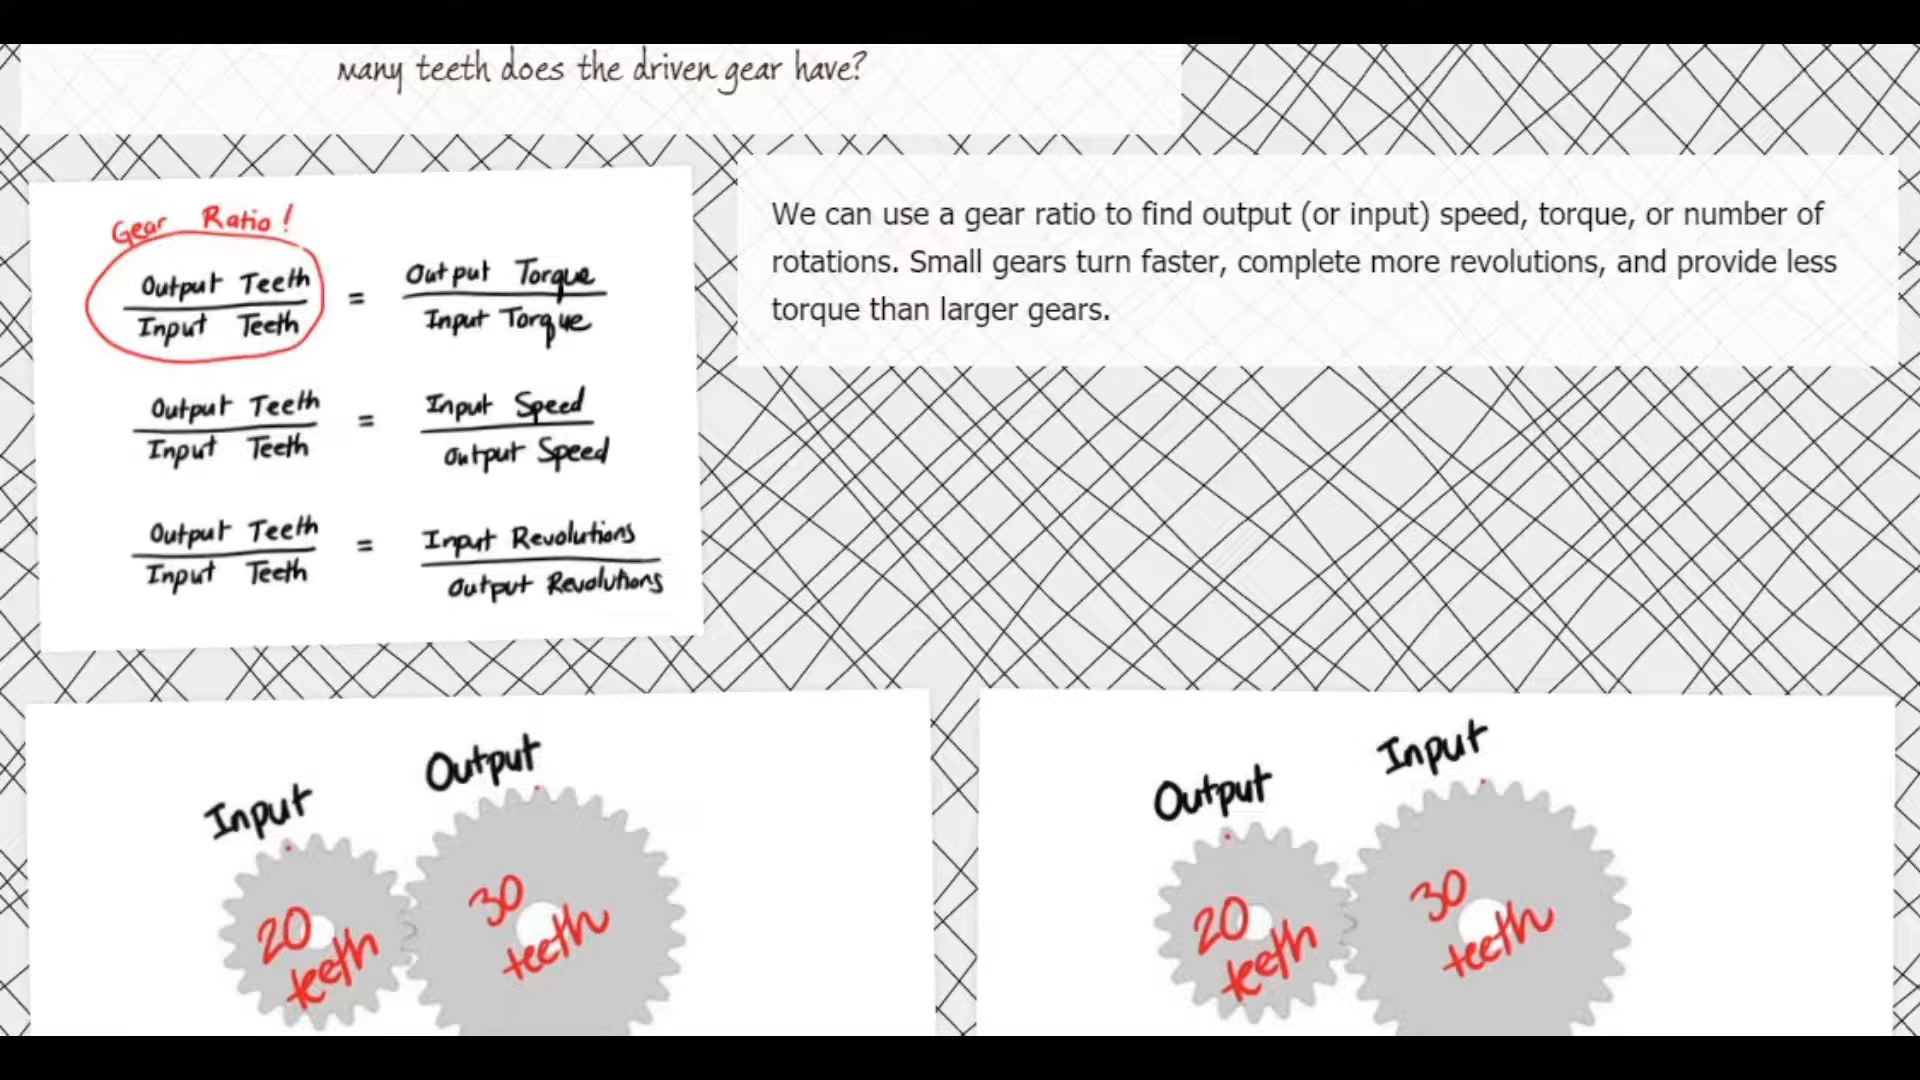 many teeth does the driven gear have?
Gear Ratio!
Output Teeth
Input Teeth
=
Output Torque
Input Torque
Output Teeth
Input Teeth
=
Input Speed
Output Speed
Output Teeth
Input Teeth
=
Input Revolutions
Output Revolutions
We can use a gear ratio to find output (or input) speed, torque, or number of
rotations. Small gears turn faster, complete more revolutions, and provide less
torque than larger gears.
Input
Output
20
teeth
30
teeth
Output
Input
20
teeth
30
teeth